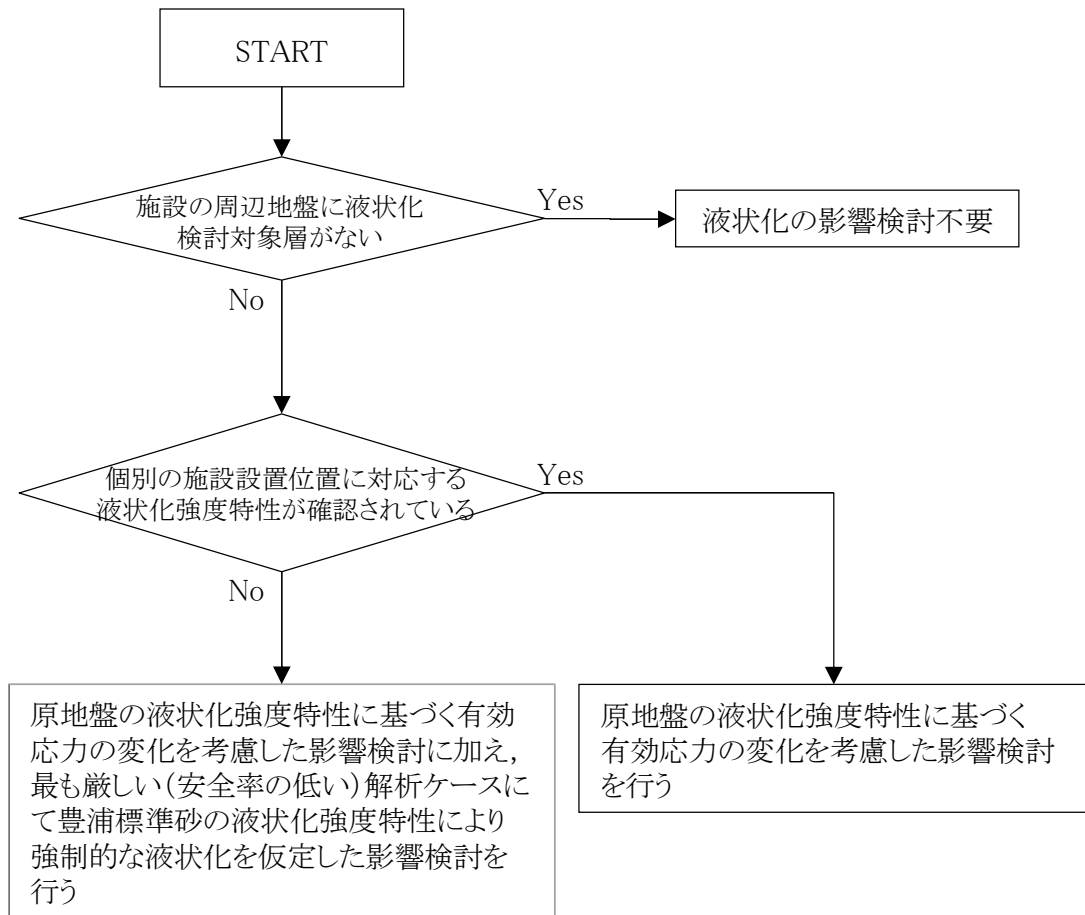 START
施設の周辺地盤に液状化
検討対象層がない
Yes
液状化の影響検討不要
No
個別の施設設置位置に対応する
液状化強度特性が確認されている
Yes
No
原地盤の液状化強度特性に基づく有効
応力の変化を考慮した影響検討に加え，
最も厳しい（安全率の低い）解析ケースに
て豊浦標準砂の液状化強度特性により
強制的な液状化を仮定した影響検討を
行う
原地盤の液状化強度特性に基づく
有効応力の変化を考慮した影響検討
を行う